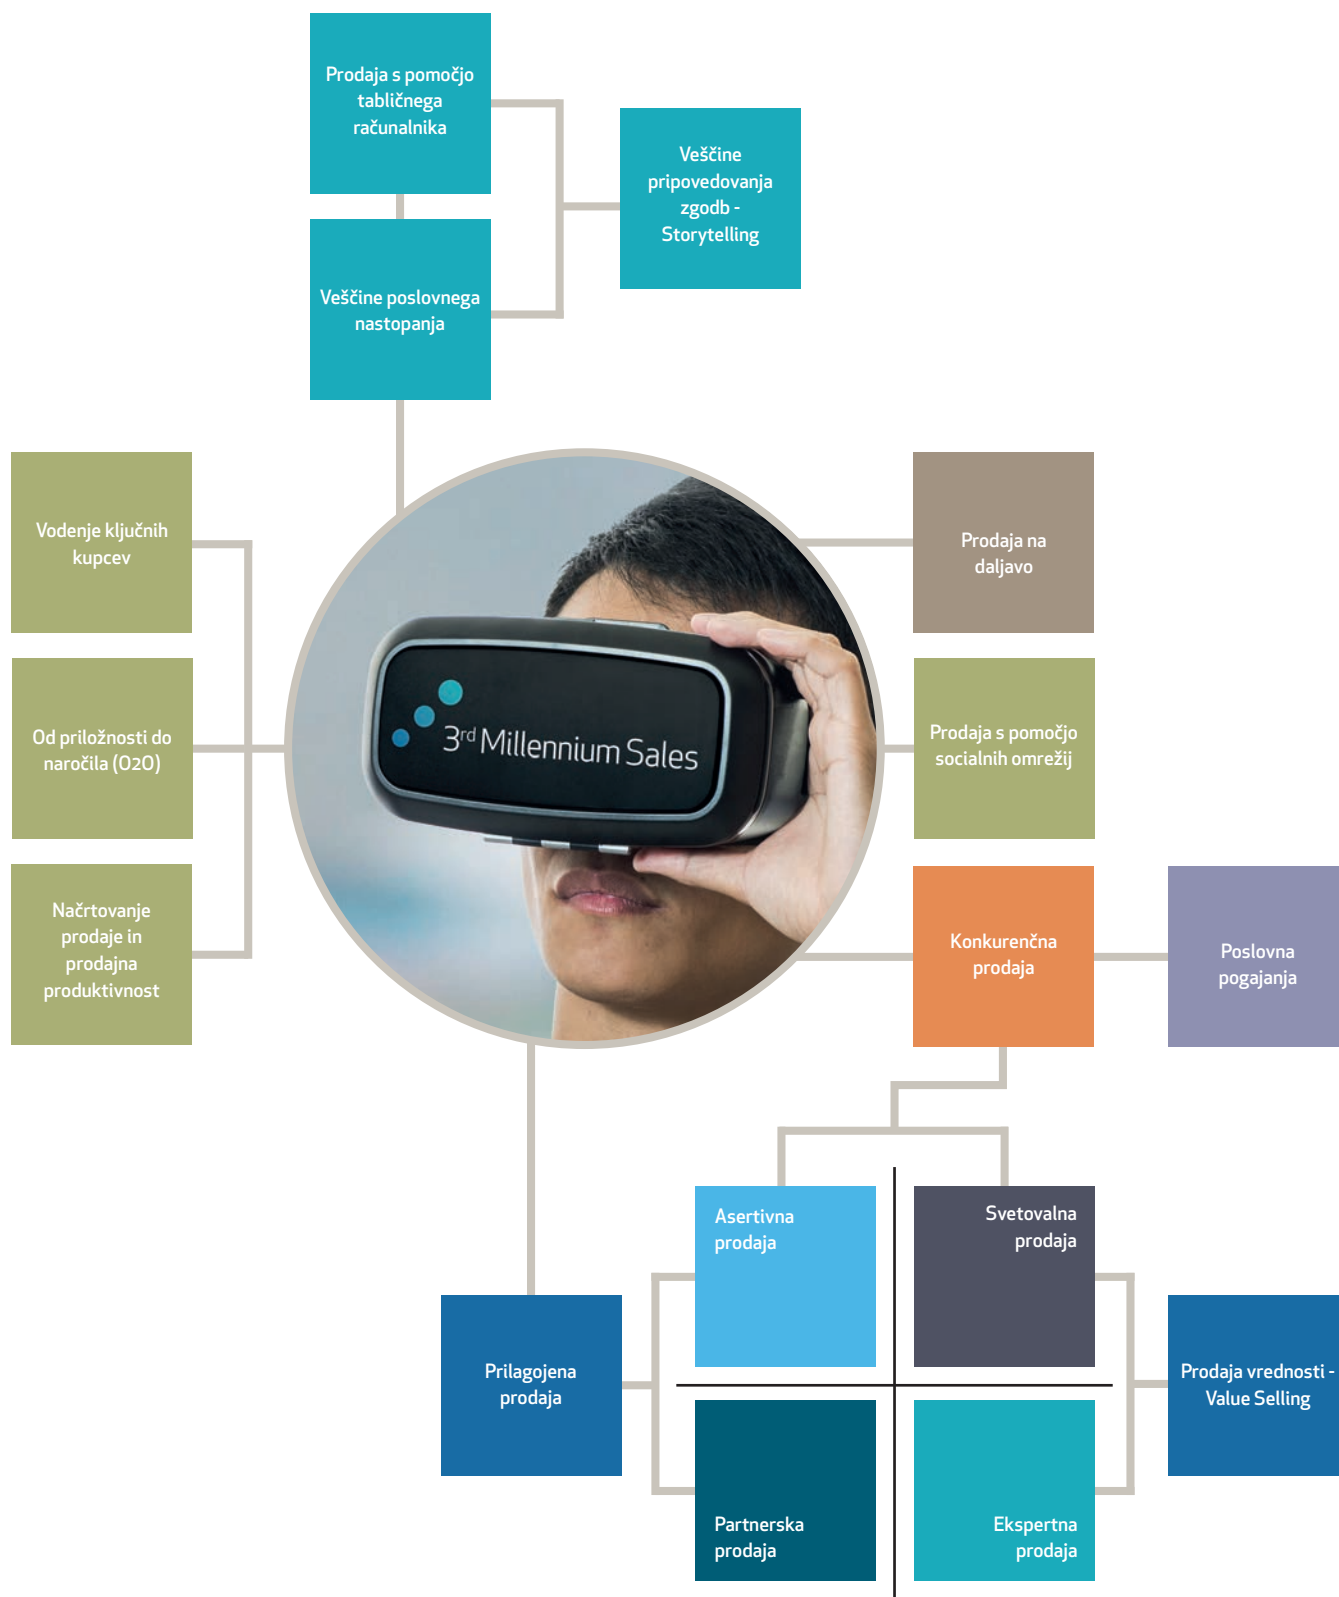 Prodaja s pomočjo
tabličnega
računalnika
Veščine
pripovedovanja
zgodb -
Storytelling
Veščine poslovnega
nastopanja
Vodenje ključnih
kupcev
Prodaja na
daljavo
Od priložnosti do
naročila (O2O)
3rd Millennium Sales
Prodaja s pomočjo
socialnih omrežij
Načrtovanje
prodaje in
prodajna
produktivnost
Konkurenčna
prodaja
Poslovna
pogajanja
Asertivna
prodaja
Svetovalna
prodaja
Prilagojena
prodaja
Prodaja vrednosti -
Value Selling
Partnerska
prodaja
Ekspertna
prodaja